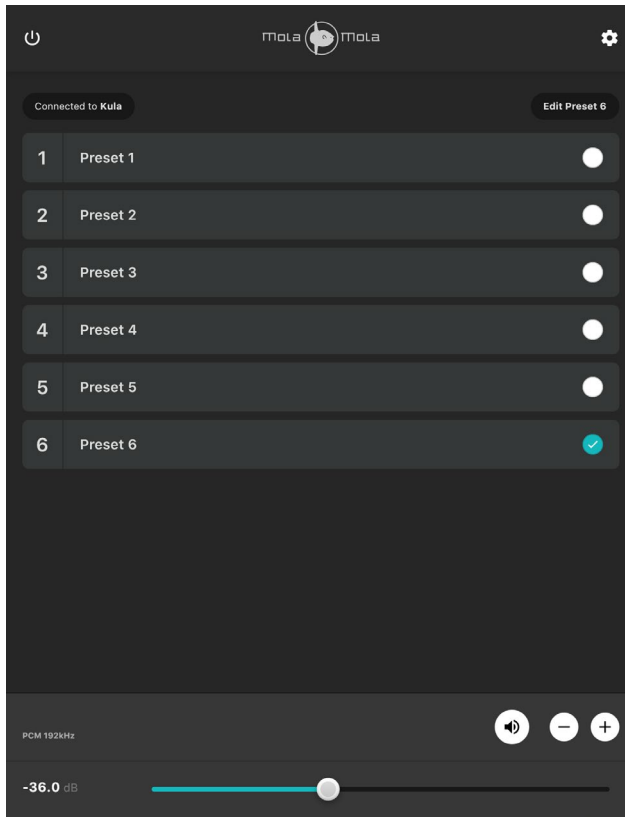 mola mola
Connected to Kula
Edit Preset 6
1 Preset 1
2 Preset 2
3 Preset 3
4 Preset 4
5 Preset 5
6 Preset 6
PCM 192kHz
-36.0 dB